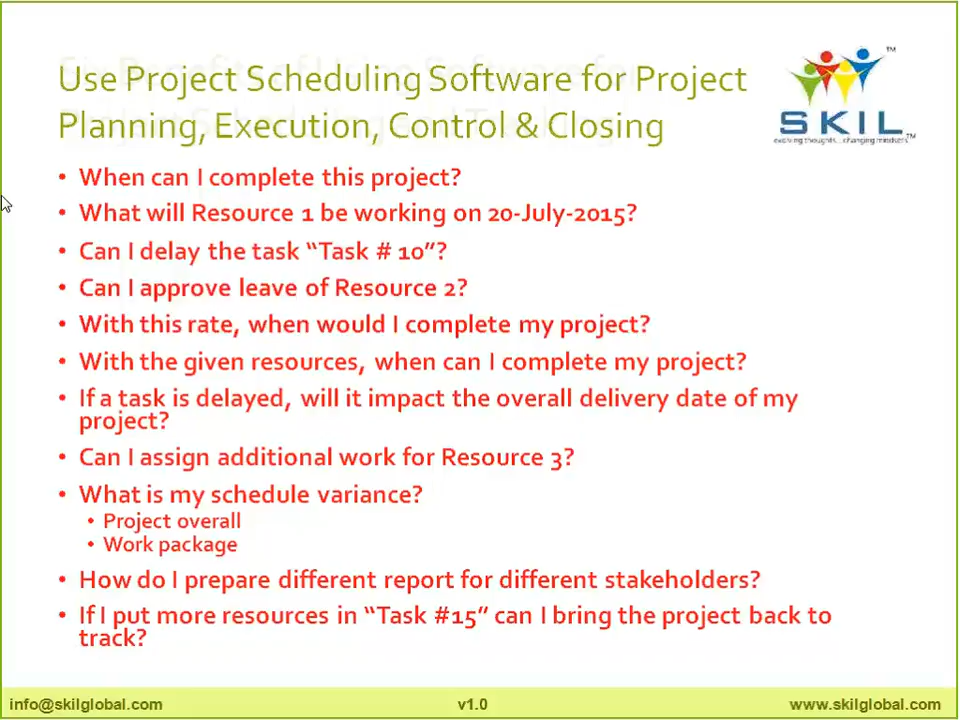 Use Project Scheduling Software for Project
Planning, Execution, Control & Closing
SKIL™
evolving thoughts...changing mindsets™
• When can I complete this project?
• What will Resource 1 be working on 20-July-2015?
• Can I delay the task “Task # 10”?
• Can I approve leave of Resource 2?
• With this rate, when would I complete my project?
• With the given resources, when can I complete my project?
• If a task is delayed, will it impact the overall delivery date of my
project?
• Can I assign additional work for Resource 3?
• What is my schedule variance?
• Project overall
• Work package
• How do I prepare different report for different stakeholders?
• If I put more resources in “Task #15” can I bring the project back to
track?
info@skilglobal.com
v1.0
www.skilglobal.com